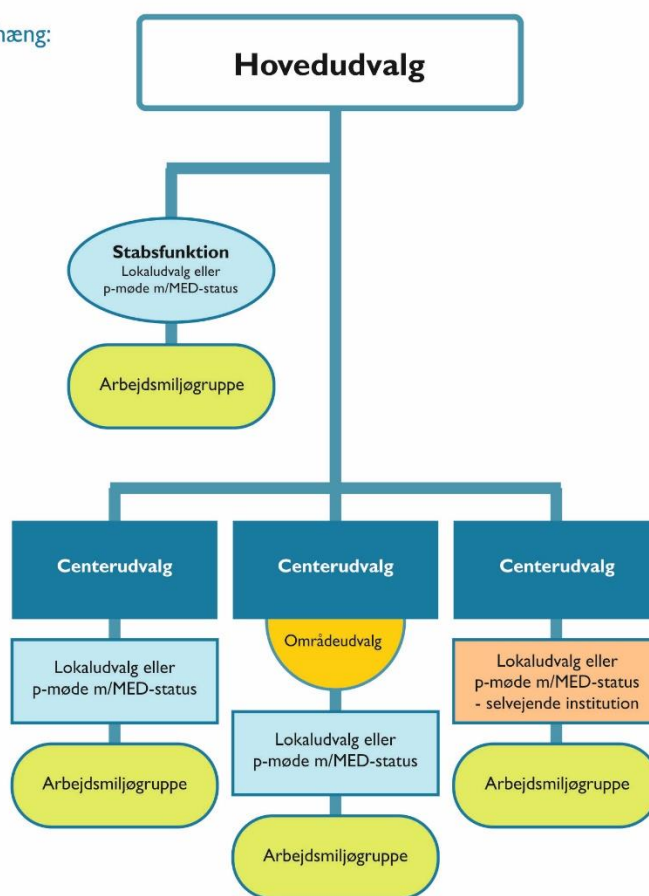 næng:
Hovedudvalg
Stabsfunktion
Lokaludvalg eller
p-møde m/MED-status
Arbejdsmiljøgruppe
Centerudvalg
Lokaludvalg eller
p-møde m/MED-status
Arbejdsmiljøgruppe
Centerudvalg
Områdeudvalg
Lokaludvalg eller
p-møde m/MED-status
Arbejdsmiljøgruppe
Centerudvalg
Lokaludvalg eller
p-møde m/MED-status
- selvejende institution
Arbejdsmiljøgruppe